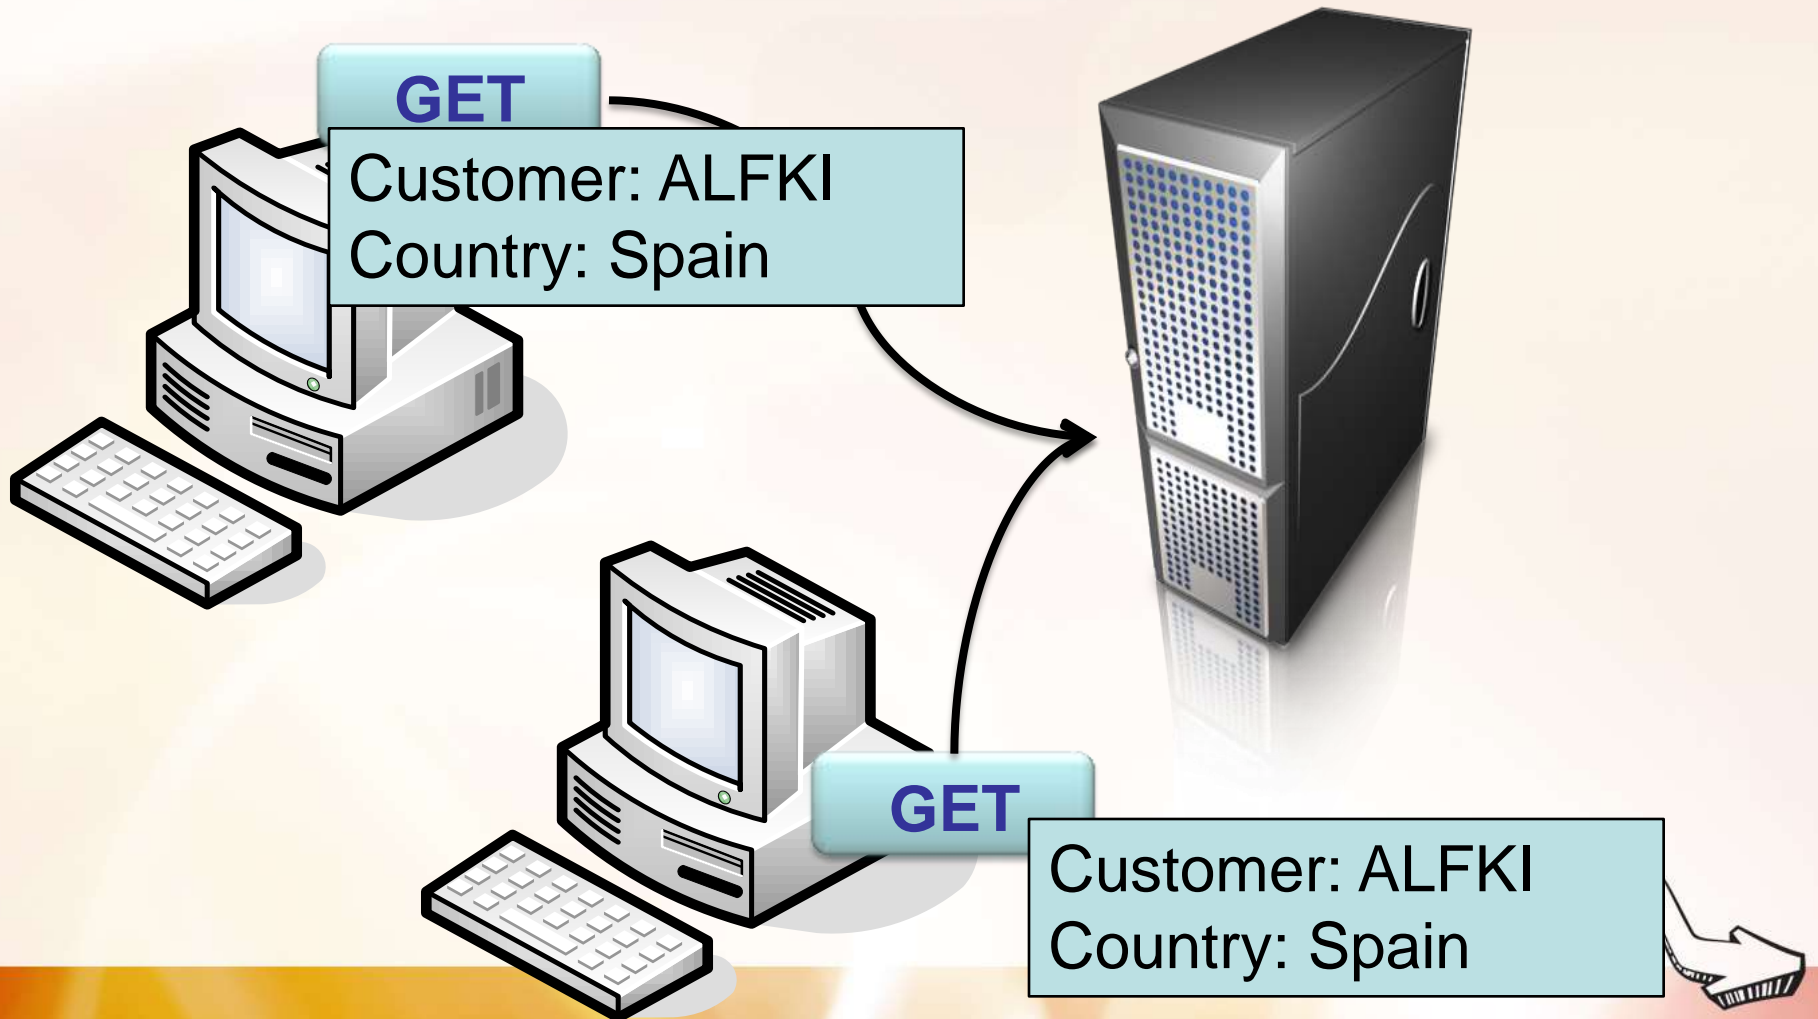 GET
Customer: ALFKI
Country: Spain
GET
Customer: ALFKI
Country: Spain